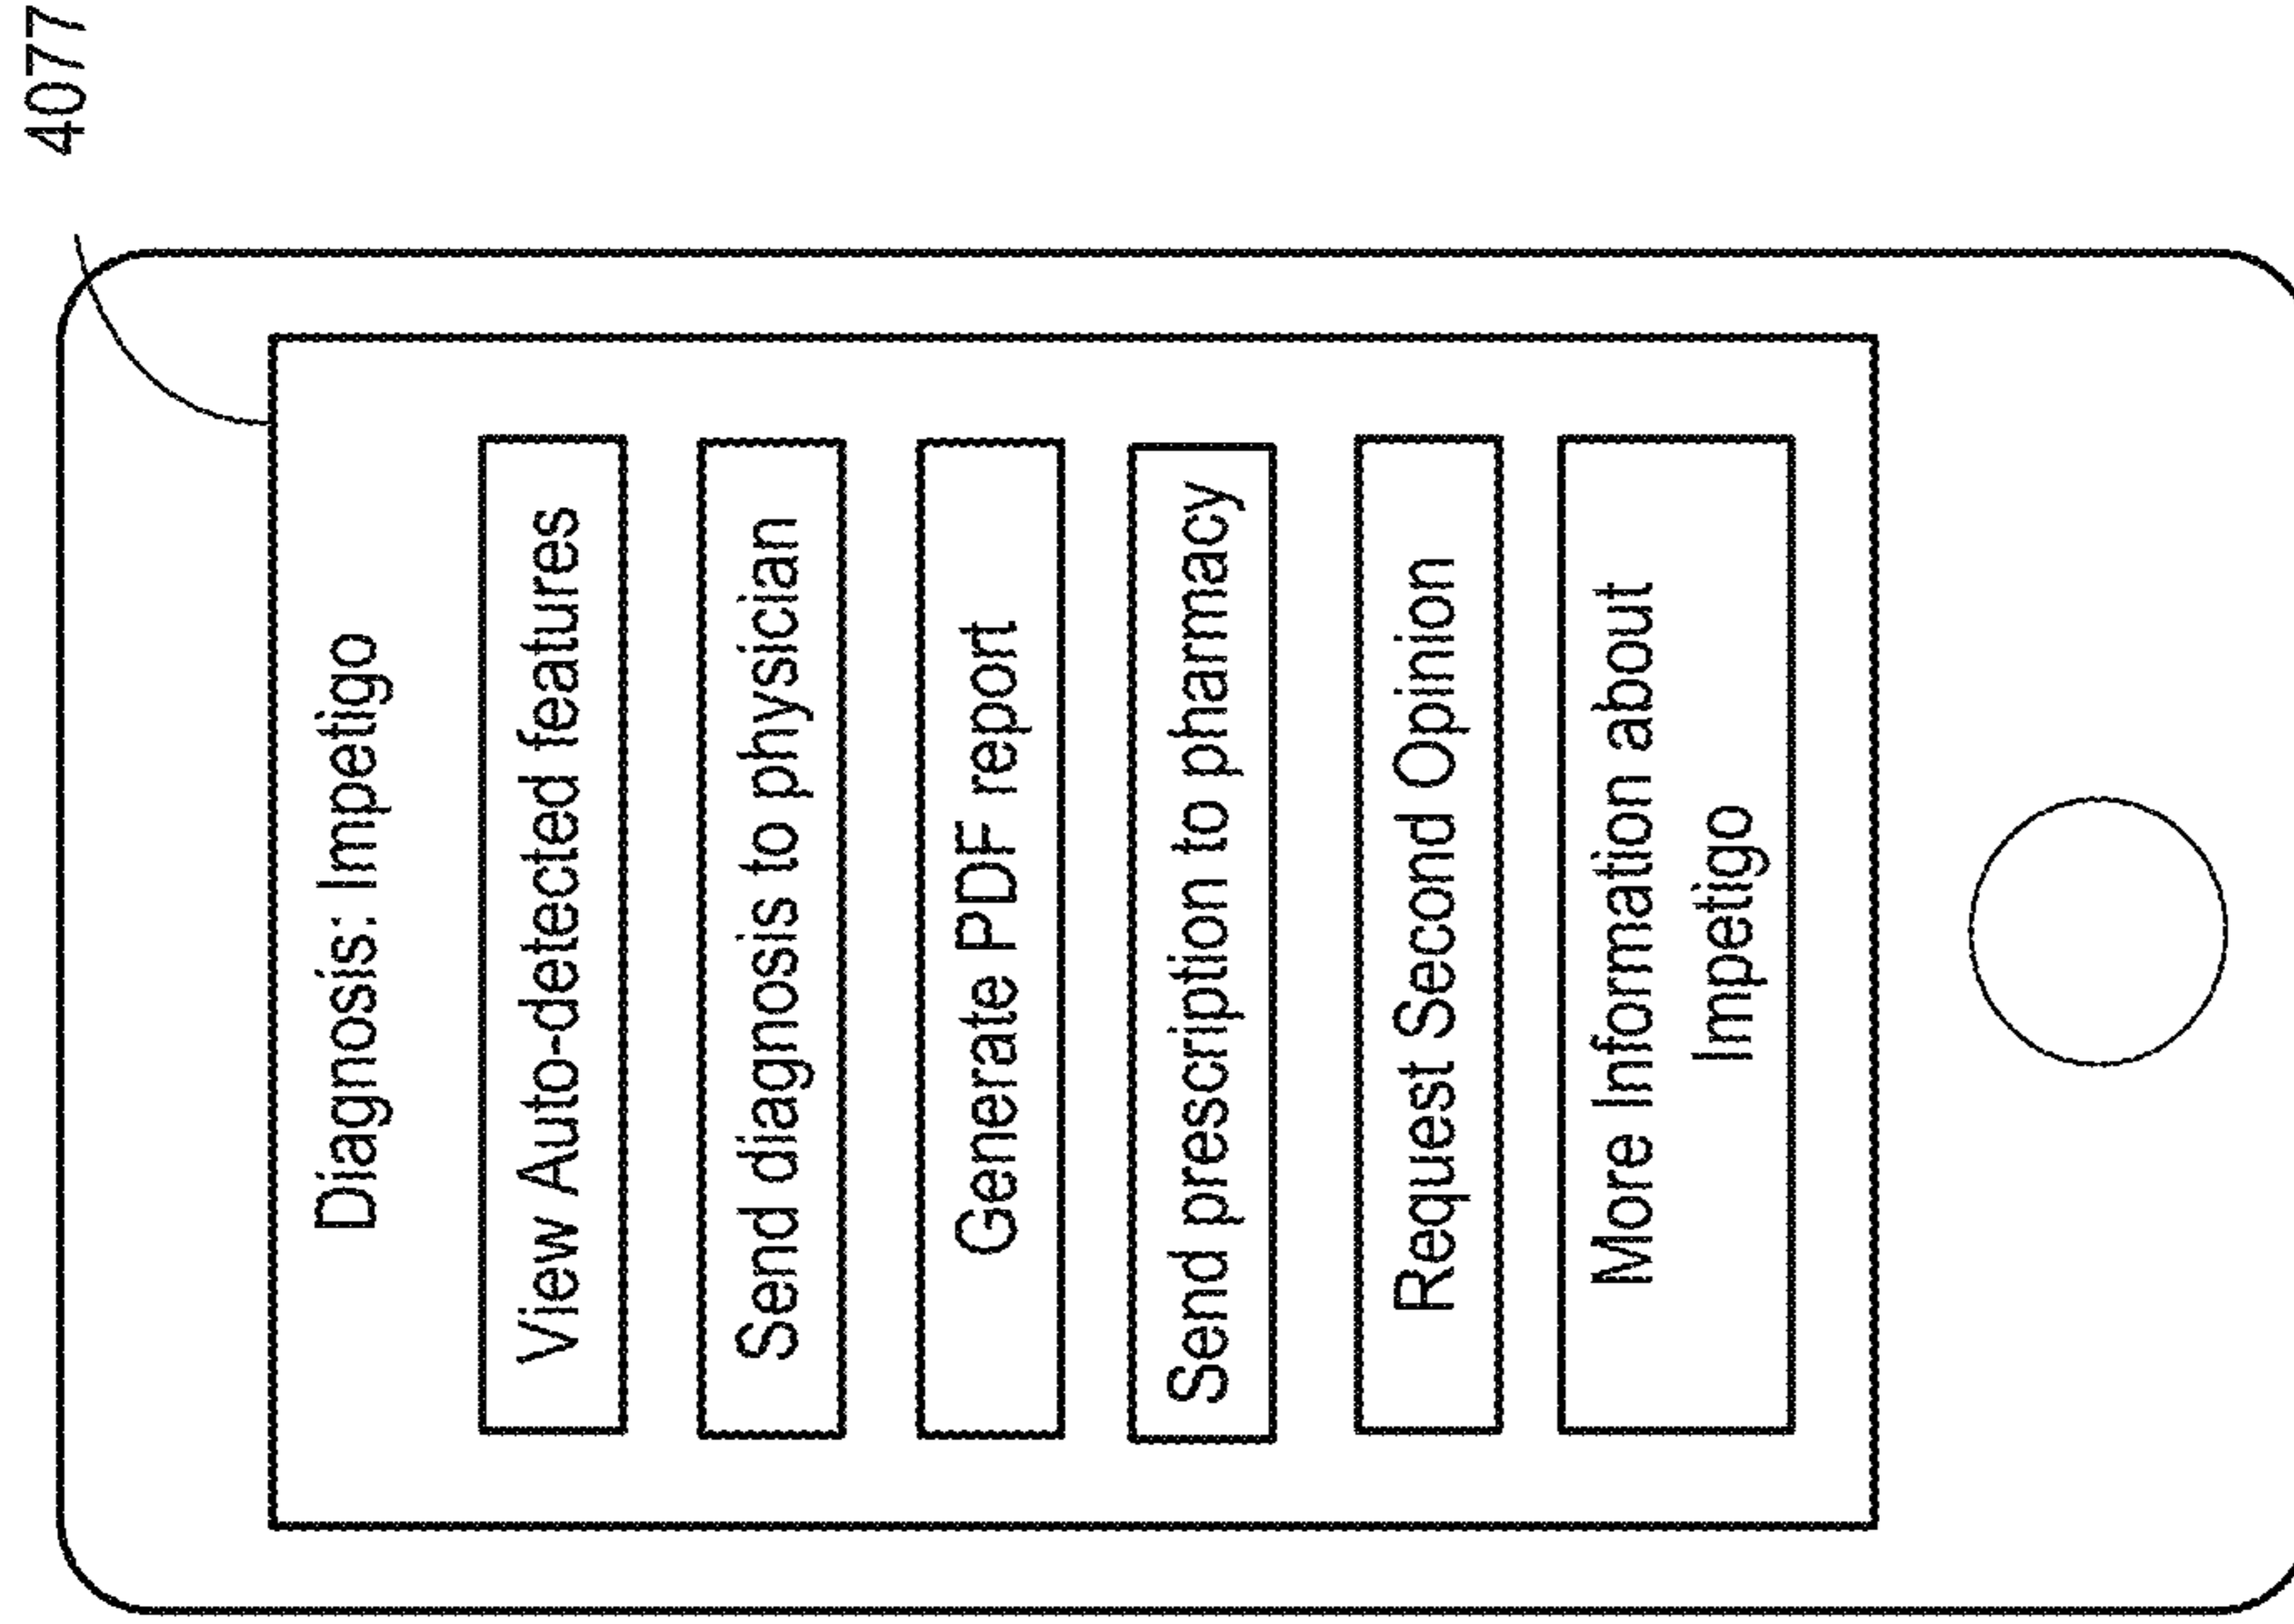 4077
Diagnosis: Impetigo
View Auto-detected features
Send diagnosis to physician
Generate PDF report
Send prescription to pharmacy
Request Second Opinion
More Information about
Impetigo